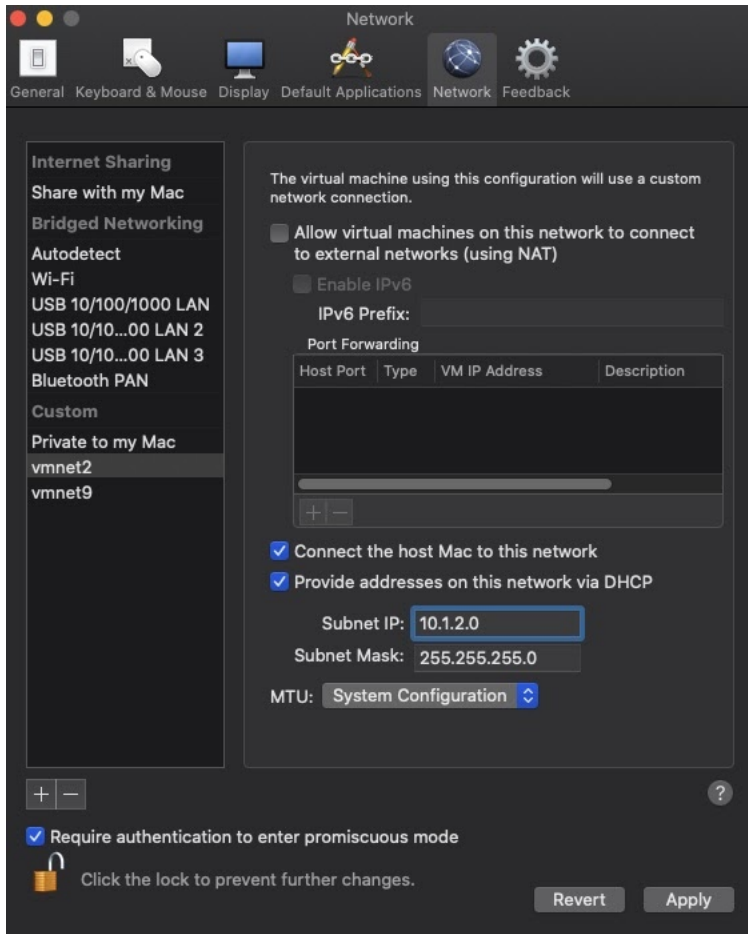 Network
General Keyboard & Mouse Display Default Applications Network Feedback
Internet Sharing
Share with my Mac
Bridged Networking
Autodetect
Wi-Fi
USB 10/100/1000 LAN
USB 10/10...00 LAN 2
USB 10/10...00 LAN 3
Bluetooth PAN
Custom
Private to my Mac
vmnet2
vmnet9
The virtual machine using this configuration will use a custom
network connection.
Allow virtual machines on this network to connect
to external networks (using NAT)
Enable IPv6
IPv6 Prefix:
Port Forwarding
Host Port Type VM IP Address Description
Connect the host Mac to this network
Provide addresses on this network via DHCP
Subnet IP: 10.1.2.0
Subnet Mask: 255.255.255.0
MTU: System Configuration
Require authentication to enter promiscuous mode
Click the lock to prevent further changes.
Revert Apply